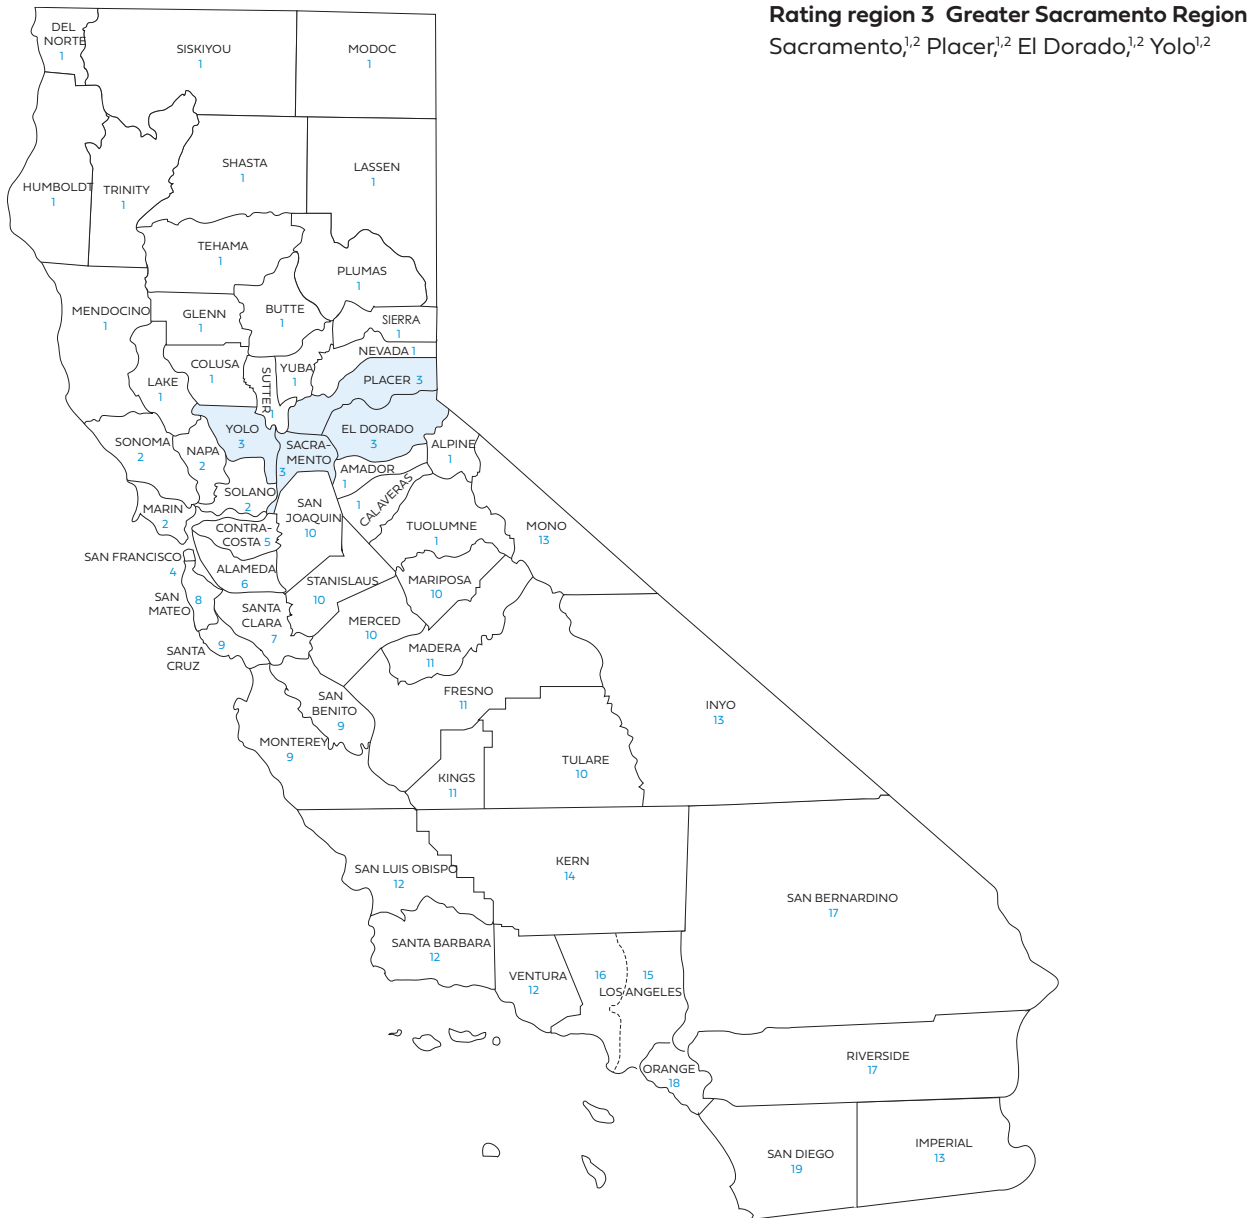 Rating region 3 Greater Sacramento Region
Sacramento,1,2 Placer,1,2 El Dorado,1,2 Yolo1,2
DEL
NORTE
1
SISKIYOU
1
MODOC
1
HUMBOLDT
1
TRINITY
1
SHASTA
1
LASSEN
1
TEHAMA
1
PLUMAS
1
MENDOCINO
1
GLENN
1
BUTTE
1
SIERRA
1
NEVADA 1
COLUSA
1
SUTTER
1
YUBA
1
PLACER 3
LAKE
1
SONOMA
2
NAPA
2
YOLO
3
SACRA-
MENTO
3
EL DORADO
3
ALPINE
1
AMADOR
1
CALAVERAS
1
SOLANO
2
MARIN
2
SAN
JOAQUIN
10
CONTRA-
COSTA 5
TUOLUMNE
1
MONO
13
SAN FRANCISCO
4
ALAMEDA
6
STANISLAUS
10
MARIPOSA
10
SAN
MATEO
8
SANTA
CLARA
7
MERCED
10
SANTA
CRUZ
9
MADERA
11
FRESNO
11
SAN
BENITO
9
INYO
13
MONTEREY
9
KINGS
11
TULARE
10
SAN LUIS OBISPO
12
KERN
14
SAN BERNARDINO
17
SANTA BARBARA
12
VENTURA
12
16
15
LOS ANGELES
ORANGE
18
RIVERSIDE
17
SAN DIEGO
19
IMPERIAL
13